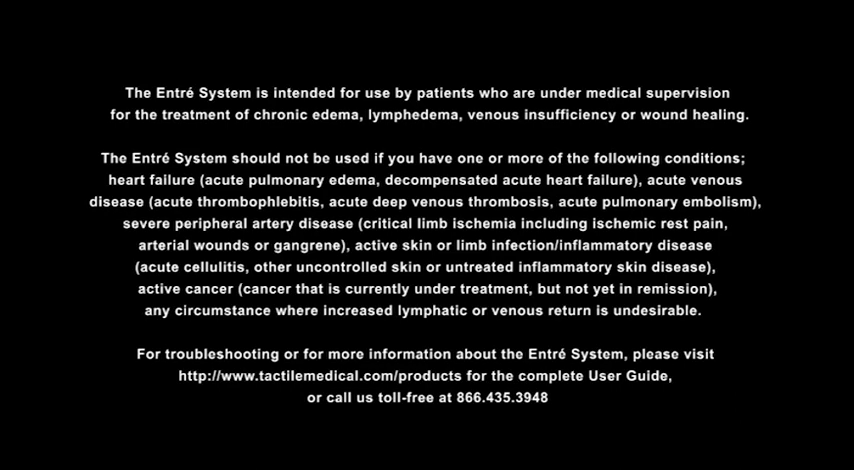 The Entré System is intended for use by patients who are under medical supervision
for the treatment of chronic edema, lymphedema, venous insufficiency or wound healing.
The Entré System should not be used if you have one or more of the following conditions;
heart failure (acute pulmonary edema, decompensated acute heart failure), acute venous
disease (acute thrombophlebitis, acute deep venous thrombosis, acute pulmonary embolism),
severe peripheral artery disease (critical limb ischemia including ischemic rest pain,
arterial wounds or gangrene), active skin or limb infection/inflammatory disease
(acute cellulitis, other uncontrolled skin or untreated inflammatory skin disease),
active cancer (cancer that is currently under treatment, but not yet in remission),
any circumstance where increased lymphatic or venous return is undesirable.
For troubleshooting or for more information about the Entré System, please visit
http://www.tactilemedical.com/products for the complete User Guide,
or call us toll-free at 866.435.3948